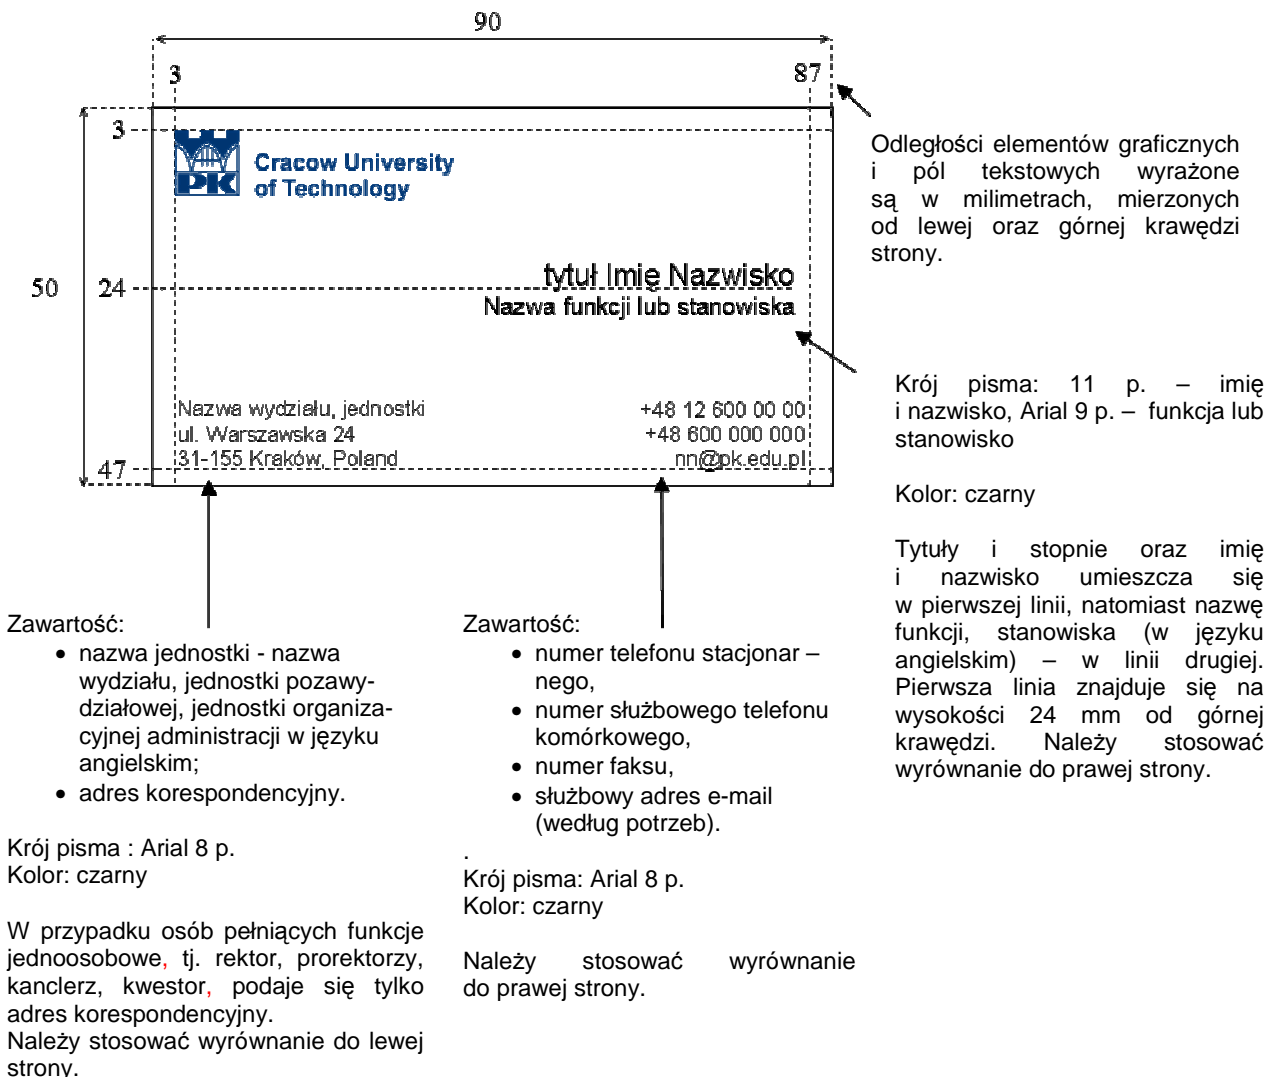 90
3
87
3
Cracow University
of Technology
50
24
tytuł Imię Nazwisko
Nazwa funkcji lub stanowiska
Nazwa wydziału, jednostki
ul. Warszawska 24
31-155 Kraków, Poland
+48 12 600 00 00
+48 600 000 000
nn@pk.edu.pl
47
PK
Odległości elementów graficznych
i pól tekstowych wyrażone
są w milimetrach, mierzonych
od lewej oraz górnej krawędzi
strony.
Krój pisma: 11 p. – imię
i nazwisko, Arial 9 p. – funkcja lub
stanowisko
Kolor: czarny
Tytuły i stopnie oraz imię
i nazwisko umieszcza się
w pierwszej linii, natomiast nazwę
funkcji, stanowiska (w języku
angielskim) – w linii drugiej.
Pierwsza linia znajduje się na
wysokości 24 mm od górnej
krawędzi. Należy stosować
wyrównanie do prawej strony.
Zawartość:
• nazwa jednostki - nazwa
wydziału, jednostki pozawy-
działowej, jednostki organiza-
cyjnej administracji w języku
angielskim;
• adres korespondencyjny.
Krój pisma : Arial 8 p.
Kolor: czarny
W przypadku osób pełniących funkcje
jednoosobowe, tj. rektor, prorektorzy,
kanclerz, kwestor, podaje się tylko
adres korespondencyjny.
Należy stosować wyrównanie do lewej
strony.
Zawartość:
• numer telefonu stacjonar –
nego,
• numer służbowego telefonu
komórkowego,
• numer faksu,
• służbowy adres e-mail
(według potrzeb).
.
Krój pisma: Arial 8 p.
Kolor: czarny
Należy stosować wyrównanie
do prawej strony.